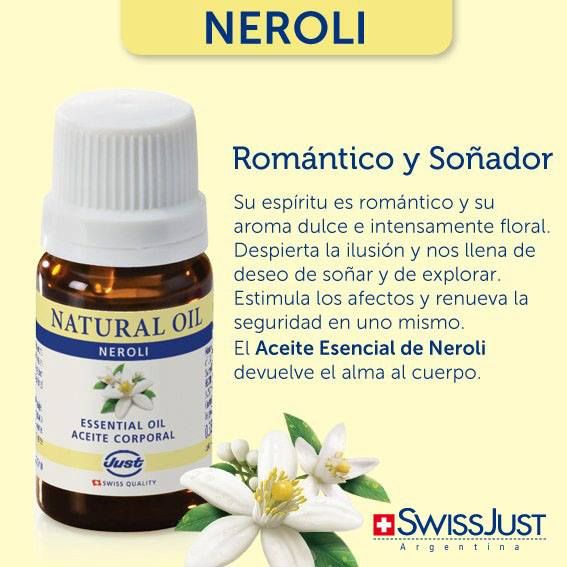 NEROLI
Romántico y Soñador
Su espíritu es romántico y su
aroma dulce e intensamente floral.
Despierta la ilusión y nos llena de
deseo de soñar y de explorar.
Estimula los afectos y renueva la
seguridad en uno mismo.
El Aceite Esencial de Neroli
devuelve el alma al cuerpo.
NATURAL OIL
NEROLI
ESSENTIAL OIL
ACEITE CORPORAL
Just
SWISS QUALITY
SWISSJUST
Argentina